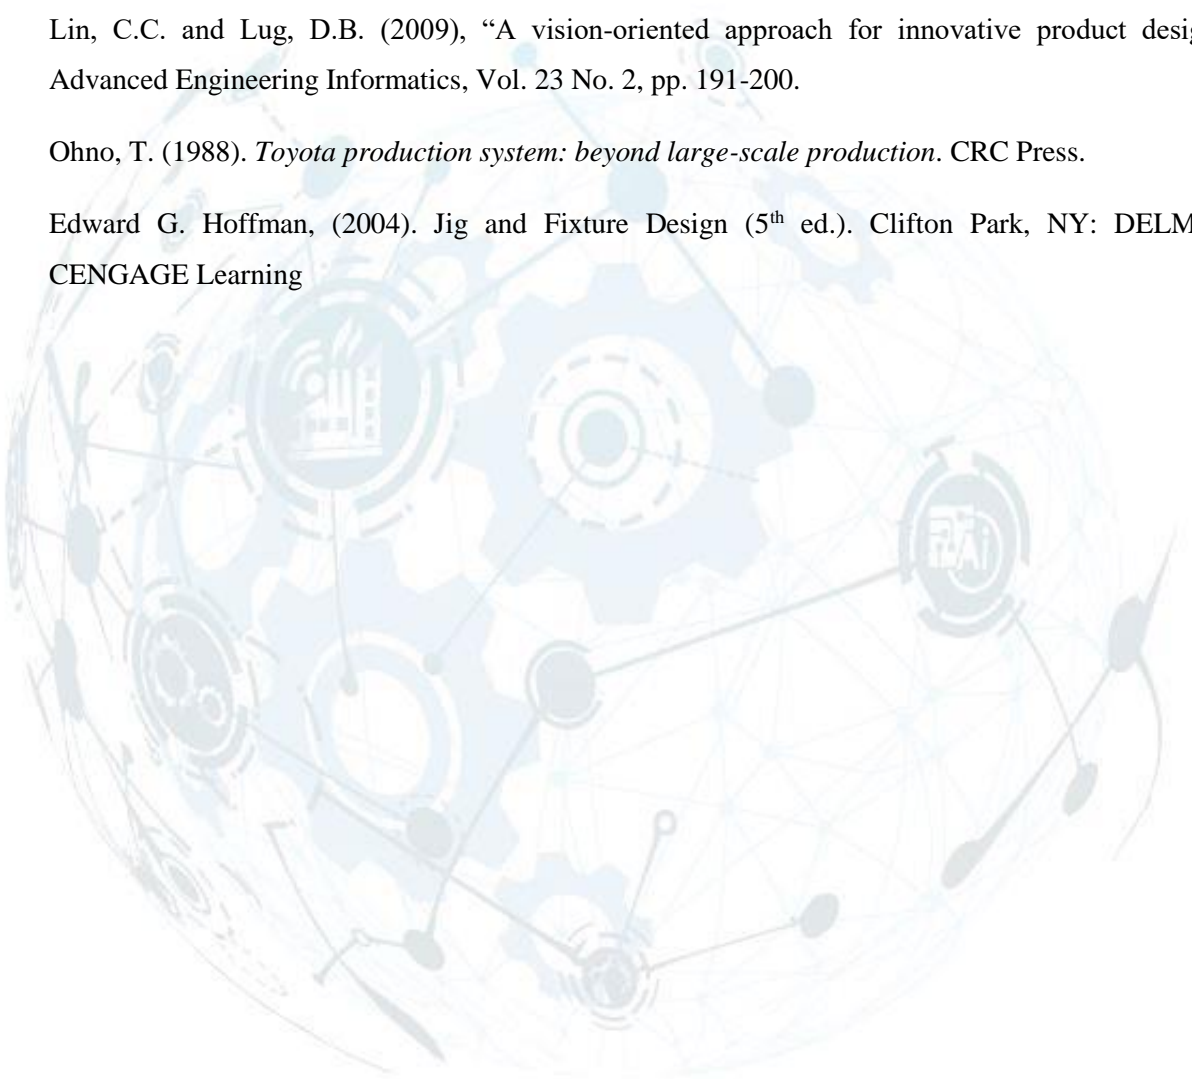 Lin, C.C. and Lug, D.B. (2009), “A vision-oriented approach for innovative product desig
Advanced Engineering Informatics, Vol. 23 No. 2, pp. 191-200.
Ohno, T. (1988). Toyota production system: beyond large-scale production. CRC Press.
Edward G. Hoffman, (2004). Jig and Fixture Design (5th ed.). Clifton Park, NY: DELM
CENGAGE Learning